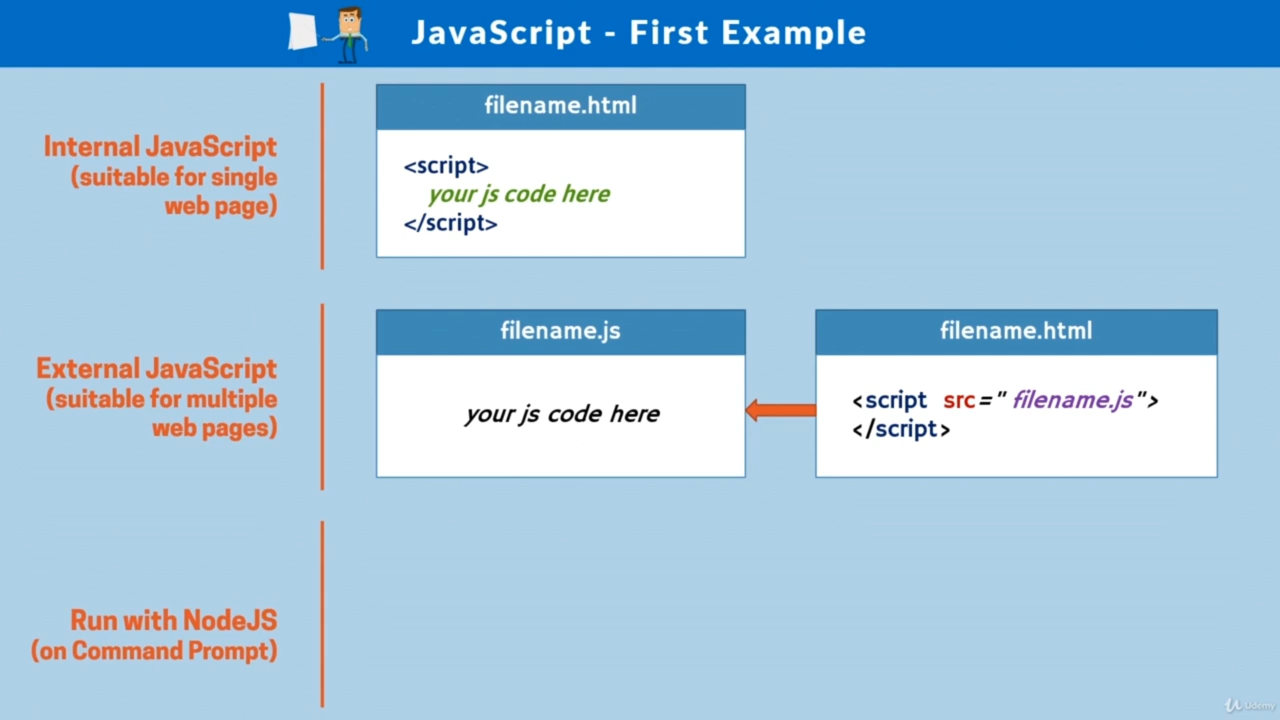 JavaScript - First Example
Internal JavaScript
(suitable for single
web page)
filename.html
<script>
your js code here
</script>
External JavaScript
(suitable for multiple
web pages)
filename.js
your js code here
filename.html
<script src=" filename.js">
</script>
Run with NodeJS
(on Command Prompt)
Udemy